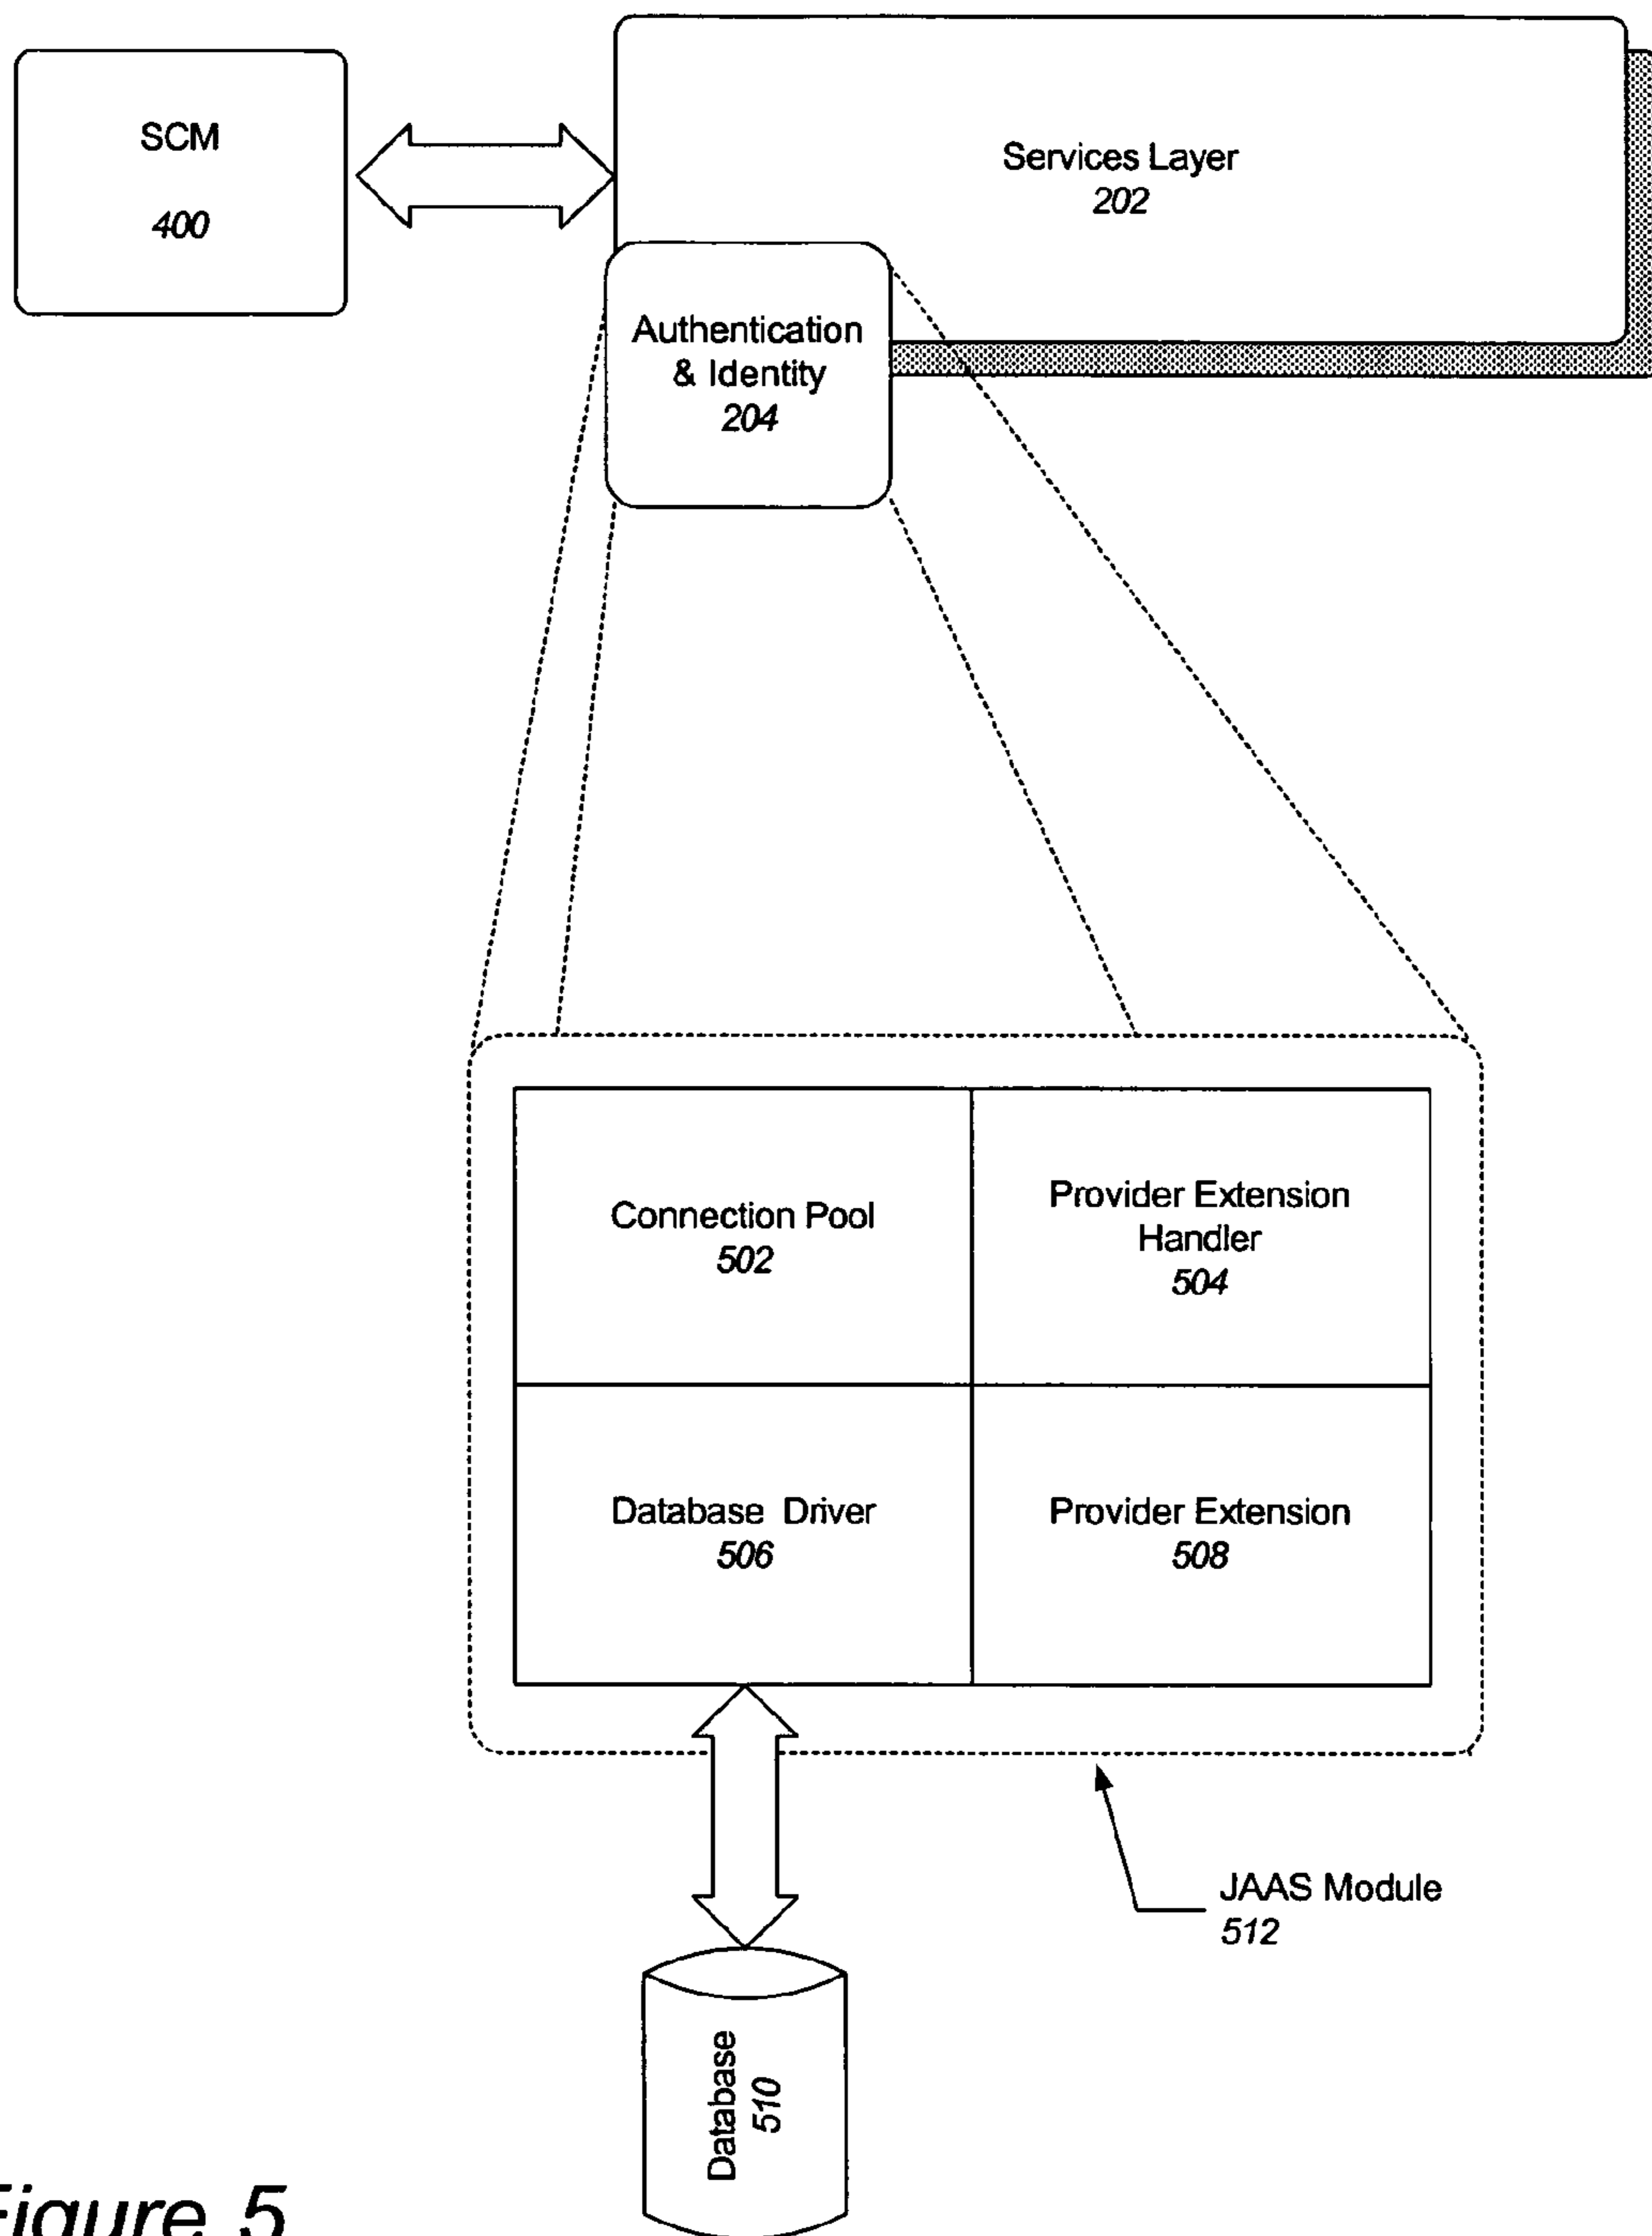 SCM
400
Services Layer
202
Authentication
& Identity
204
Connection Pool
502
Provider Extension
Handler
504
Database Driver
506
Provider Extension
508
JAAS Module
512
Database
510
Figure 5